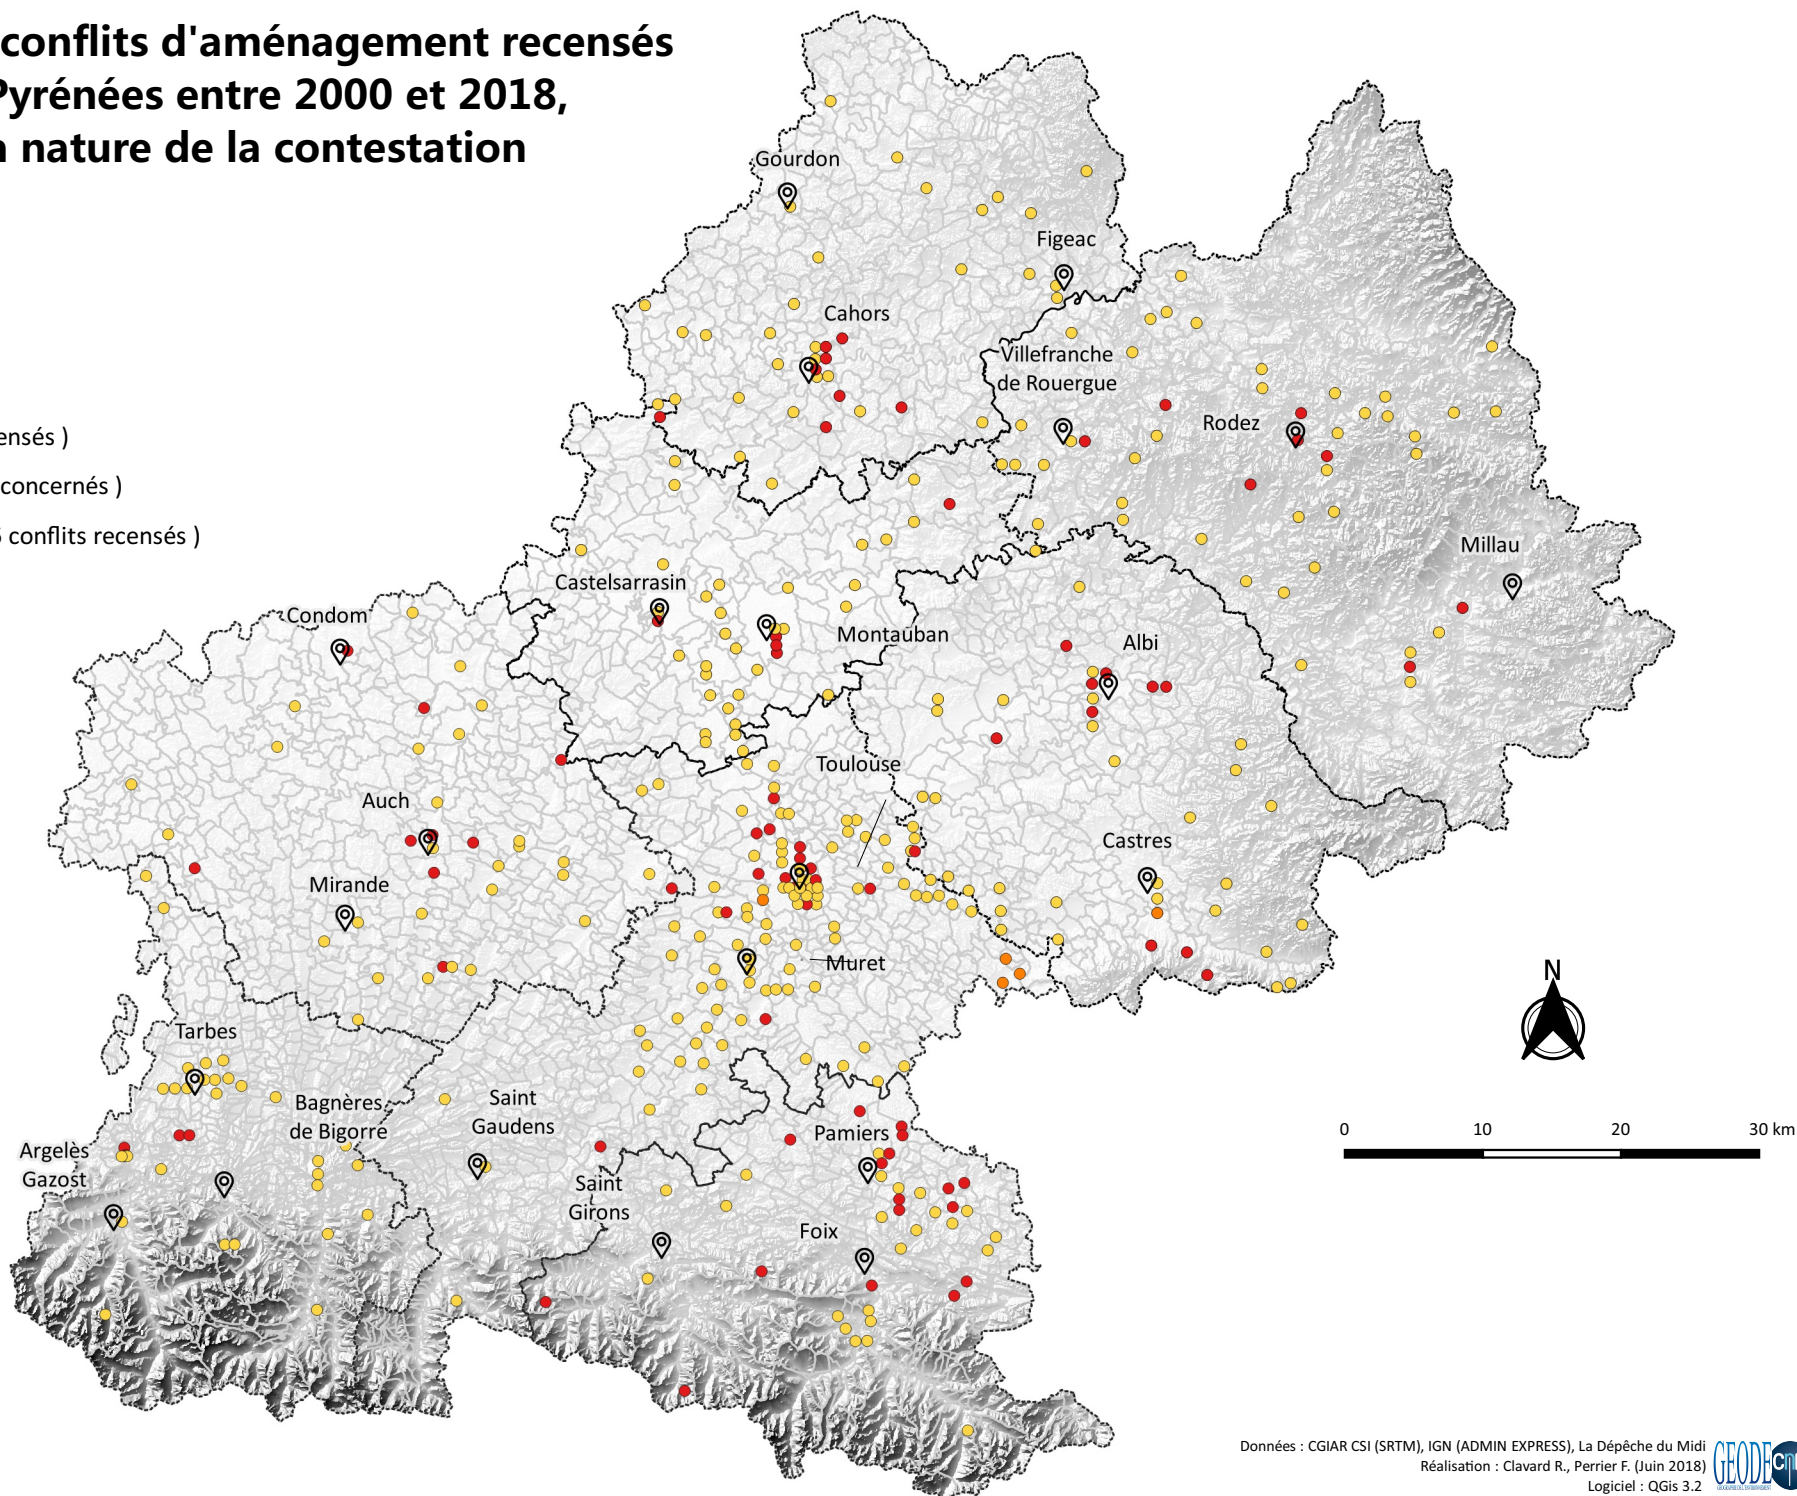 conflits d'aménagement recensés
Pyrénées entre 2000 et 2018,
nature de la contestation
ensés )
concernés )
conflits recensés )
Gourdon
Figeac
Cahors
Villefranche
de Rouergue
Rodez
Millau
Castelsarrasin
Condom
Montauban
Albi
Toulouse
Auch
Castres
Mirande
Muret
N
Tarbes
Bagnères
de Bigorre
Saint
Gaudens
Pamiers
0 10 20 30 km
Argelès
Gazost
Saint
Girons
Foix
Données : CGIAR CSI (SRTM), IGN (ADMIN EXPRESS), La Dépêche du Midi
Réalisation : Clavard R., Perrier F. (Juin 2018)
Logiciel : QGis 3.2
GEODE